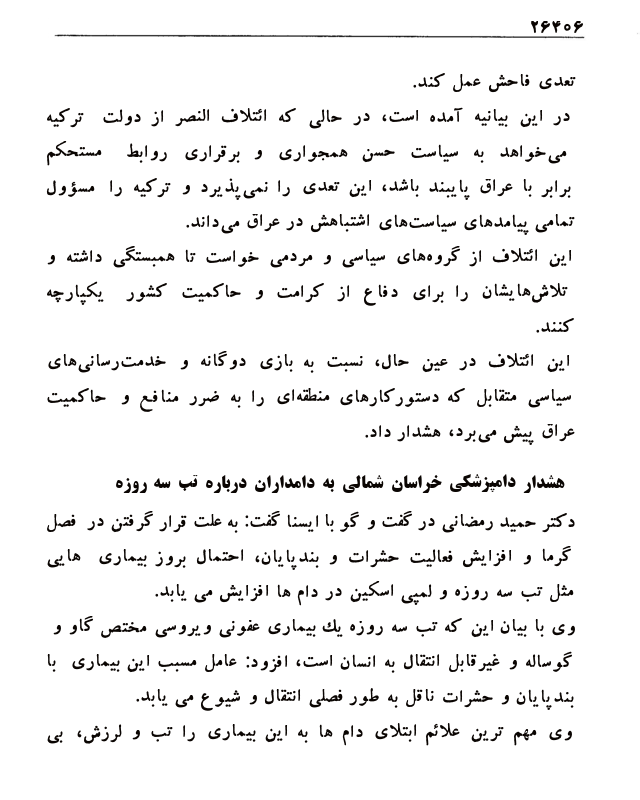 ۲۶۴۰۶
تعدی فاحش عمل کند.
در این بیانیه آمده است، در حالی که ائتلاف النصر از دولت ترکیه
می‌خواهد به سیاست حسن همجواری و برقراری روابط مستحکم
برابر با عراق پایبند باشد، این تعدی را نمی‌پذیرد و ترکیه را مسؤول
تمامی پیامدهای سیاست‌های اشتباهش در عراق می‌داند.
این ائتلاف از گروه‌های سیاسی و مردمی خواست تا همبستگی داشته و
تلاش‌هایشان را برای دفاع از کرامت و حاکمیت کشور یکپارچه
کنند.
این ائتلاف در عین حال، نسبت به بازی دوگانه و خدمت‌رسانی‌های
سیاسی متقابل که دستورکارهای منطقه‌ای را به ضرر منافع و حاکمیت
عراق پیش می‌برد، هشدار داد.
هشدار دامپزشکی خراسان شمالی به دامداران درباره تب سه روزه
دکتر حمید رمضانی در گفت و گو با ایسنا گفت: به علت قرار گرفتن در فصل
گرما و افزایش فعالیت حشرات و بندپایان، احتمال بروز بیماری هایی
مثل تب سه روزه و لمپی اسکین در دام ها افزایش می یابد.
وی با بیان این که تب سه روزه یك بیماری عفونی ویروسی مختص گاو و
گوساله و غیرقابل انتقال به انسان است، افزود: عامل مسبب این بیماری با
بندپایان و حشرات ناقل به طور فصلی انتقال و شیوع می یابد.
وی مهم ترین علائم ابتلای دام ها به این بیماری را تب و لرزش، بی